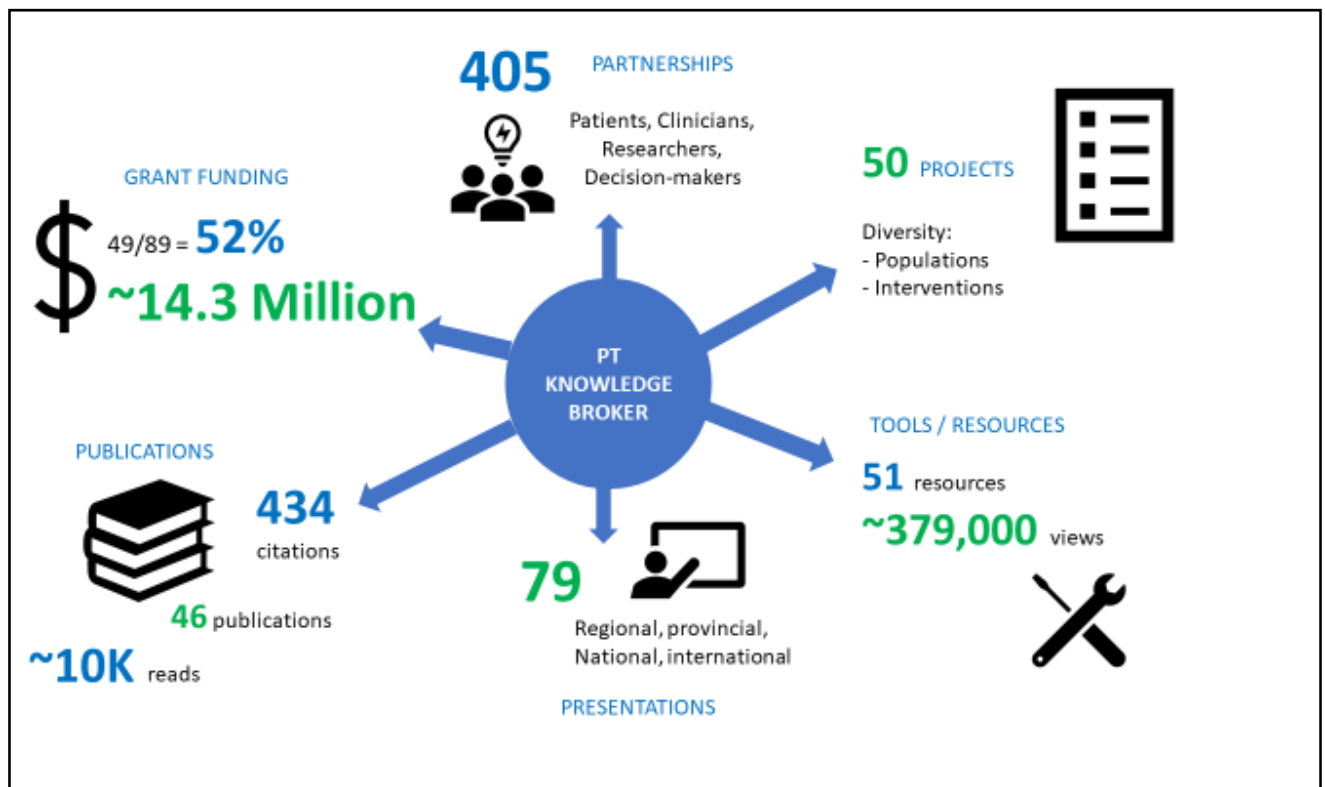 405 PARTNERSHIPS
Patients, Clinicians,
Researchers,
Decision-makers
50 PROJECTS
Diversity:
- Populations
- Interventions
GRANT FUNDING
$
49/89 = 52%
~14.3 Million
PT
KNOWLEDGE
BROKER
TOOLS / RESOURCES
51 resources
~379,000 views
PUBLICATIONS
434
citations
46 publications
~10K reads
79
Regional, provincial,
National, international
PRESENTATIONS